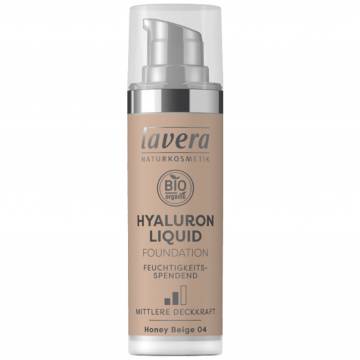 lavera
NATURKOSMETIK
BIO
organic
HYALURON
LIQUID
FOUNDATION
FEUCHTIGKEITS-
SPENDEND
MITTLERE DECKKRAFT
Honey Beige 04